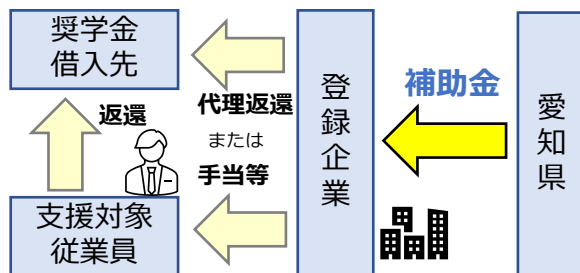 奨学金
借入先
返還
支援対象
従業員
代理返還
または
手当等
登録企業
補助金
愛知県